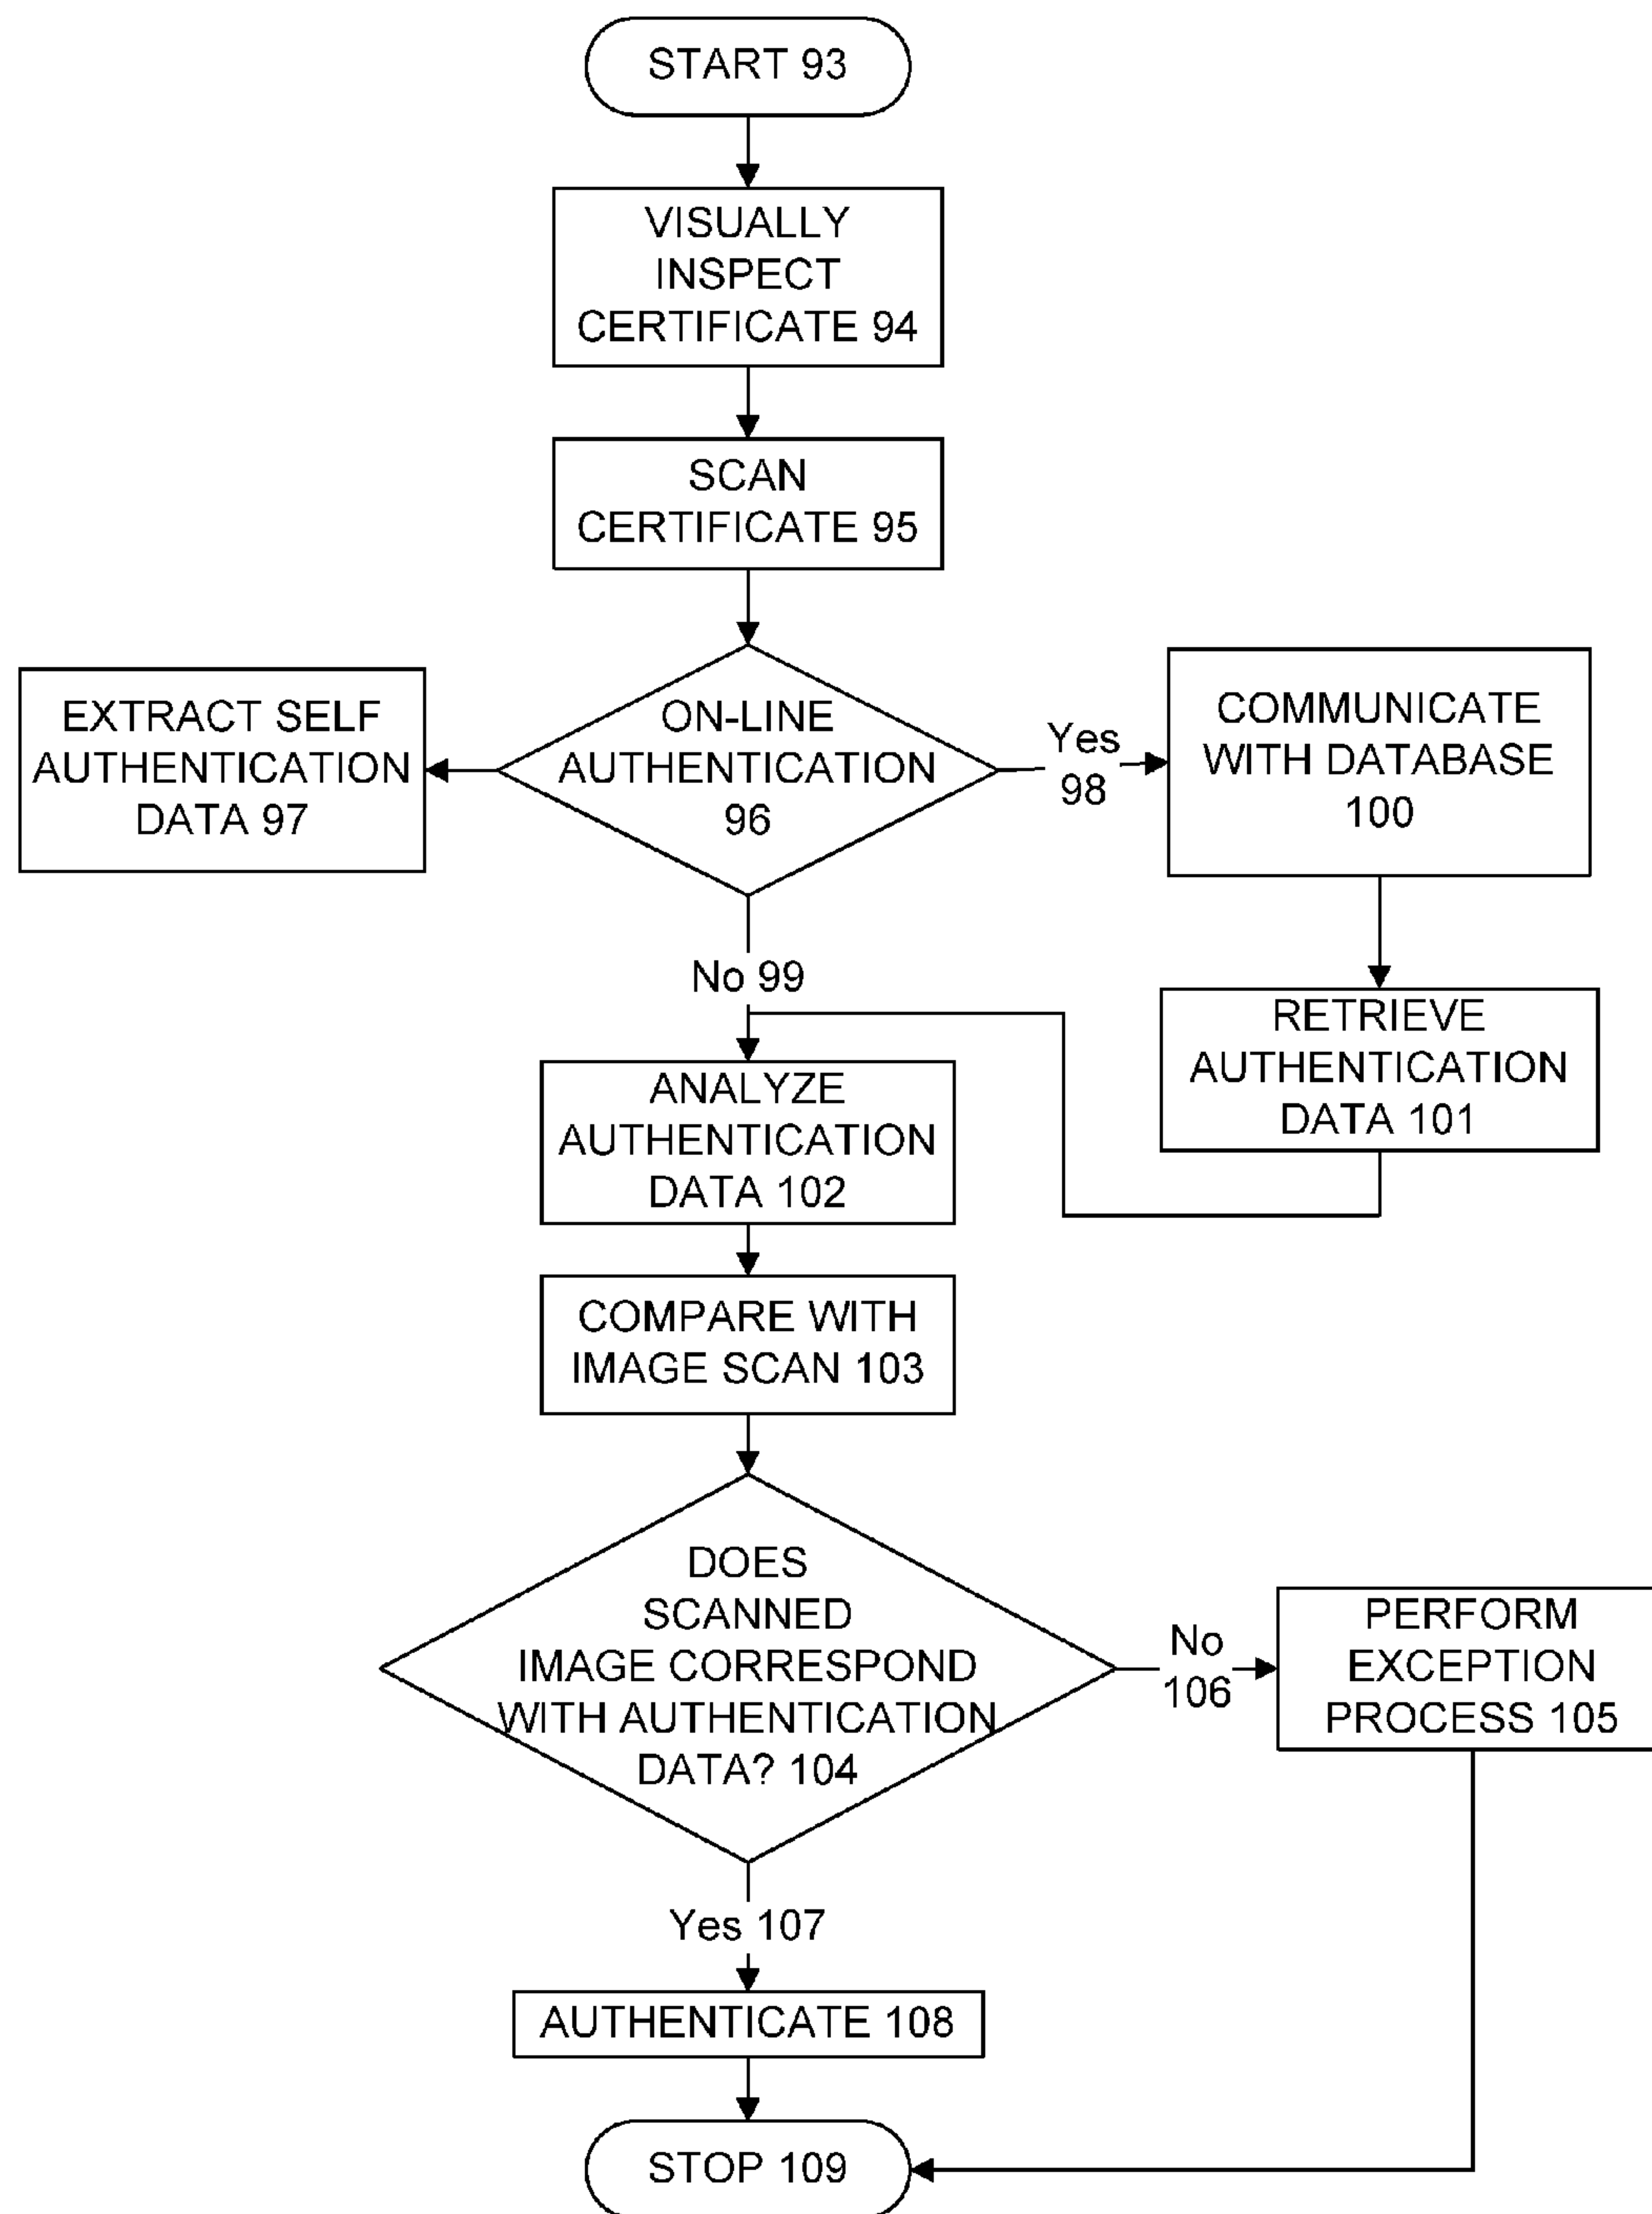 START 93
VISUALLY
INSPECT
CERTIFICATE 94
SCAN
CERTIFICATE 95
EXTRACT SELF
AUTHENTICATION
DATA 97
ON-LINE
AUTHENTICATION
96
Yes
98
COMMUNICATE
WITH DATABASE
100
No 99
RETRIEVE
AUTHENTICATION
DATA 101
ANALYZE
AUTHENTICATION
DATA 102
COMPARE WITH
IMAGE SCAN 103
DOES
SCANNED
IMAGE CORRESPOND
WITH AUTHENTICATION
DATA? 104
No
106
PERFORM
EXCEPTION
PROCESS 105
Yes 107
AUTHENTICATE 108
STOP 109